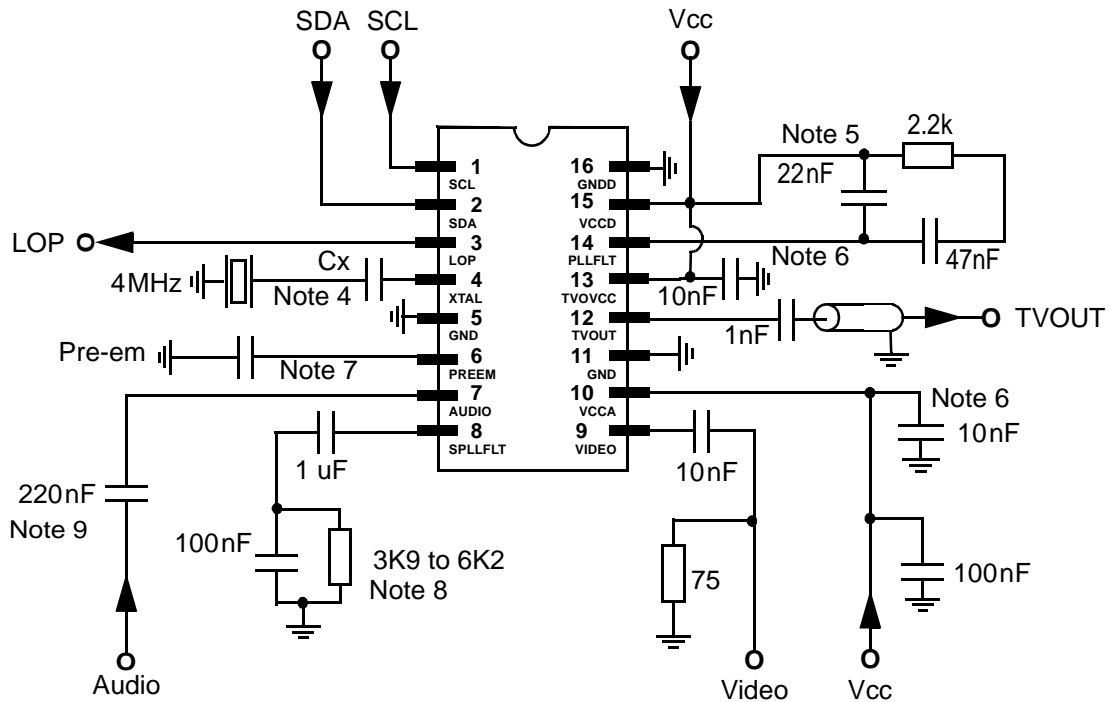 SDA SCL
Vcc
2.2k
Note 5
22nF
1 16
SCL GNDD
2 15
SDA VCCD
LOP 3 14
LOP PLLFLT
Note 6
47nF
4MHz
Cx
Note 4
4 13
XTAL TVOVCC
10nF
5 12
GND TVOUT
1nF
TVOUT
Pre-em
Note 7
6 11
PREEM GND
7 10
AUDIO VCCA
Note 6
10nF
8 9
SPLLFLT VIDEO
1 uF
10nF
220nF
Note 9
100nF
3K9 to 6K2
Note 8
75
100nF
Audio
Video
Vcc